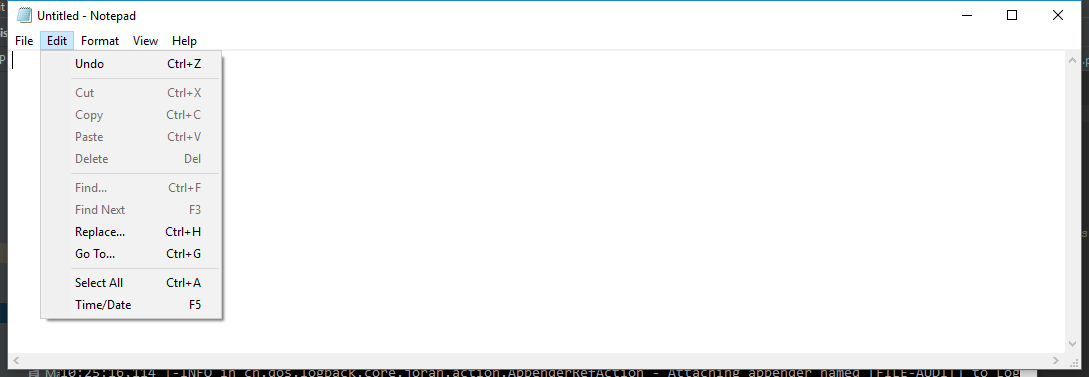 Untitled - Notepad
File Edit Format View Help
Undo Ctrl+Z
Cut Ctrl+X
Copy Ctrl+C
Paste Ctrl+V
Delete Del
Find... Ctrl+F
Find Next F3
Replace... Ctrl+H
Go To... Ctrl+G
Select All Ctrl+A
Time/Date F5
10:25:16.114 |-INFO in ch.qos.logback.core.joran.action.AppenderRefAction - Attaching appender named [FILE-AUDIT] to Log